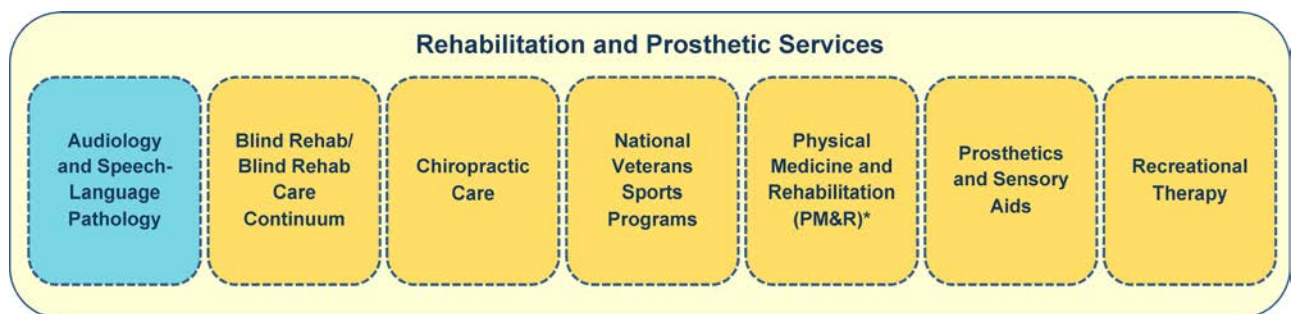 Rehabilitation and Prosthetic Services
Audiology
and Speech-
Language
Pathology
Blind Rehab/
Blind Rehab
Care
Continuum
Chiropractic
Care
National
Veterans
Sports
Programs
Physical
Medicine and
Rehabilitation
(PM&R)*
Prosthetics
and Sensory
Aids
Recreational
Therapy